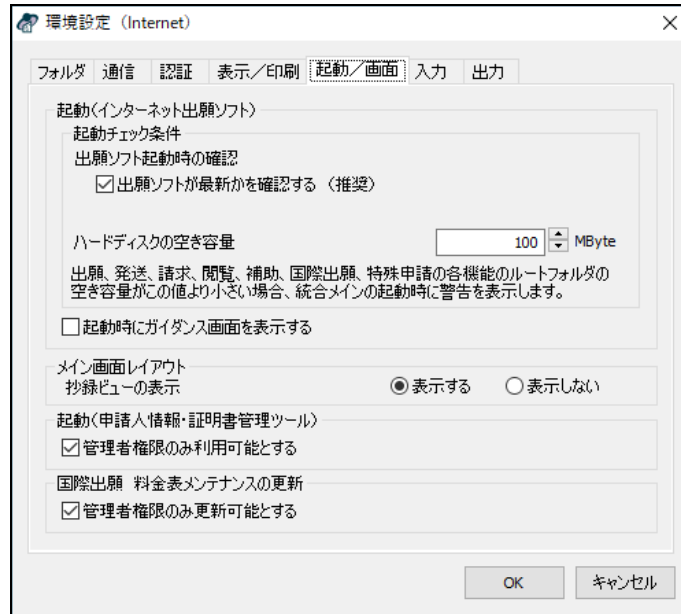 環境設定（Internet）
フォルダ 通信 認証 表示／印刷 起動／画面 入力 出力
起動(インターネット出願ソフト)
起動チェック条件
出願ソフト起動時の確認
出願ソフトが最新かを確認する（推奨）
ハードディスクの空き容量 100 MByte
出願、発送、請求、閲覧、補助、国際出願、特殊申請の各機能のルートフォルダの
空き容量がこの値より小さい場合、統合メインの起動時に警告を表示します。
起動時にガイダンス画面を表示する
メイン画面レイアウト
抄録ビューの表示 表示する 表示しない
起動(申請人情報・証明書管理ツール)
管理者権限のみ利用可能とする
国際出願 料金表メンテナンスの更新
管理者権限のみ更新可能とする
OK キャンセル